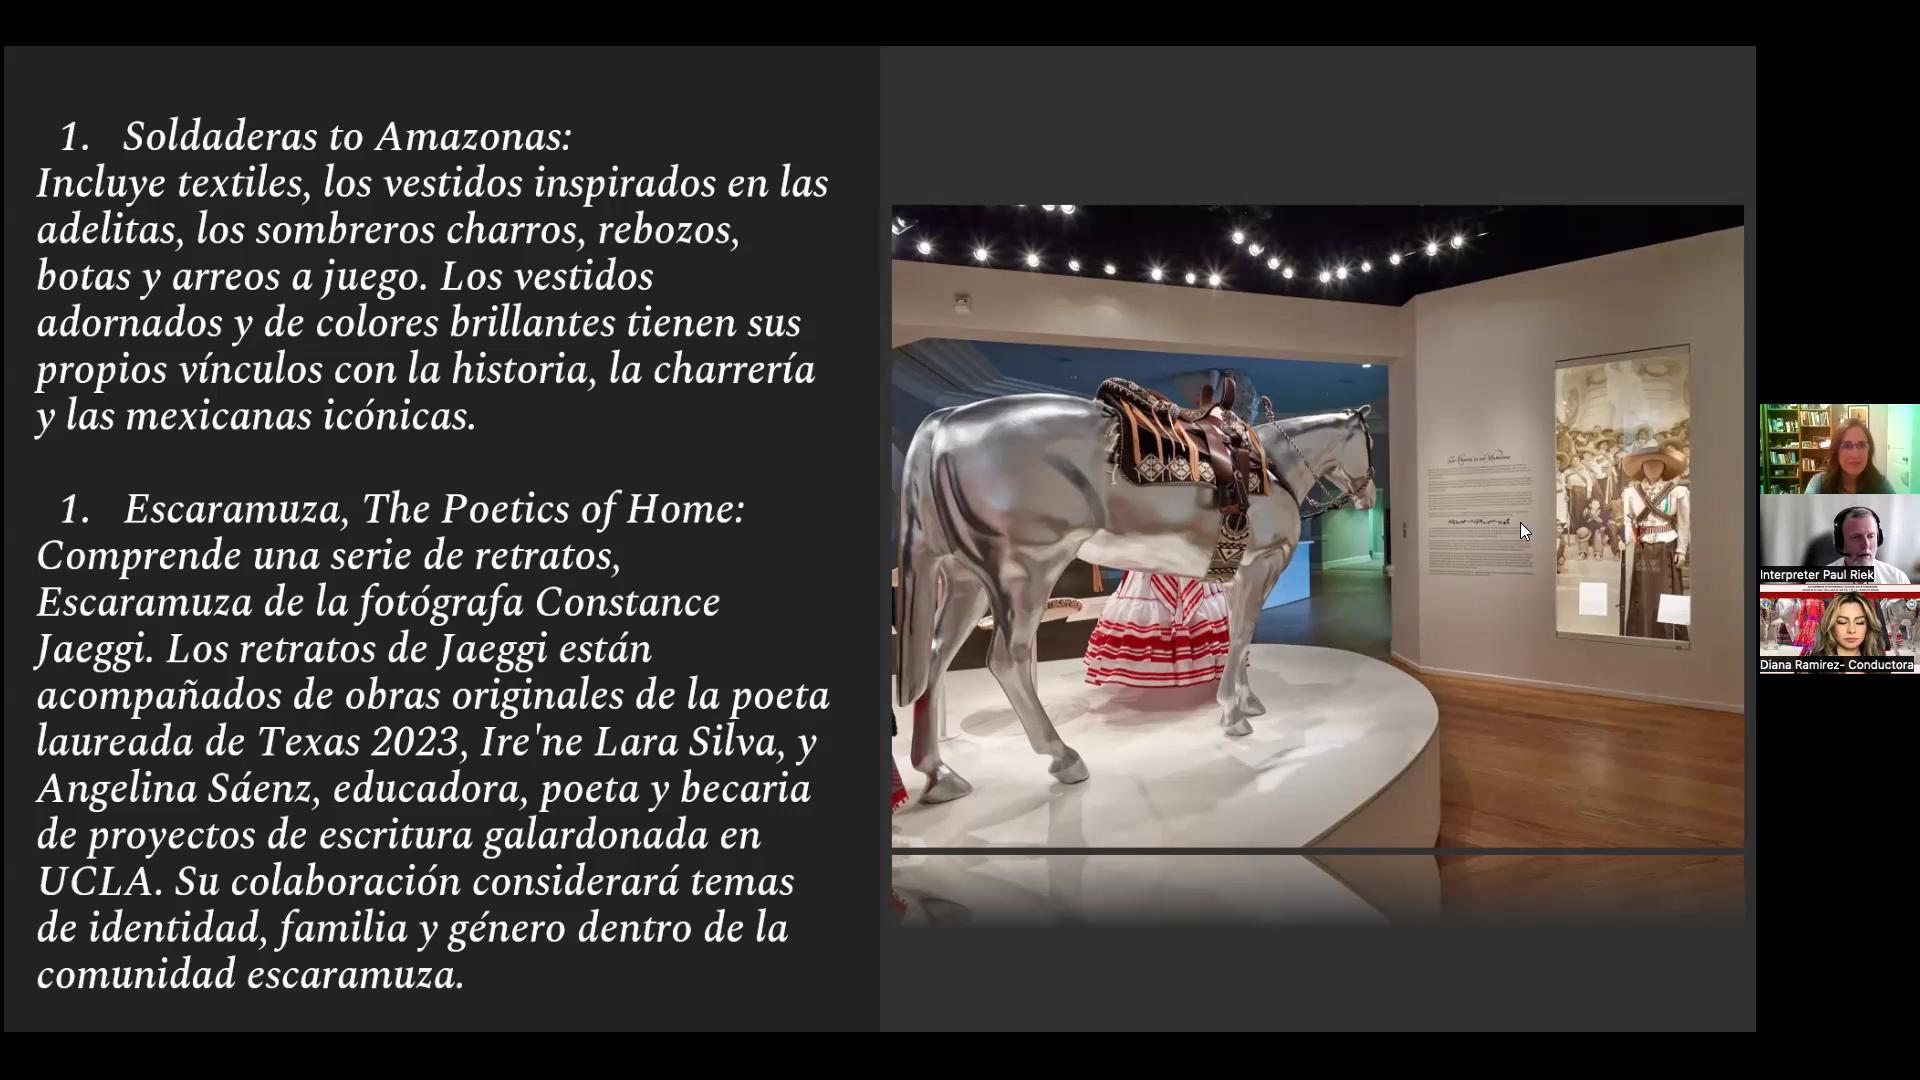 1. Soldaderas to Amazonas:
Incluye textiles, los vestidos inspirados en las
adelitas, los sombreros charros, rebozos,
botas y arreos a juego. Los vestidos
adornados y de colores brillantes tienen sus
propios vínculos con la historia, la charrería
y las mexicanas icónicas.
1. Escaramuza, The Poetics of Home:
Comprende una serie de retratos,
Escaramuza de la fotógrafa Constance
Jaeggi. Los retratos de Jaeggi están
acompañados de obras originales de la poeta
laureada de Texas 2023, Ire'ne Lara Silva, y
Angelina Sáenz, educadora, poeta y becaria
de proyectos de escritura galardonada en
UCLA. Su colaboración considerará temas
de identidad, familia y género dentro de la
comunidad escaramuza.
Interpreter Paul Riek
Diana Ramirez- Conductora